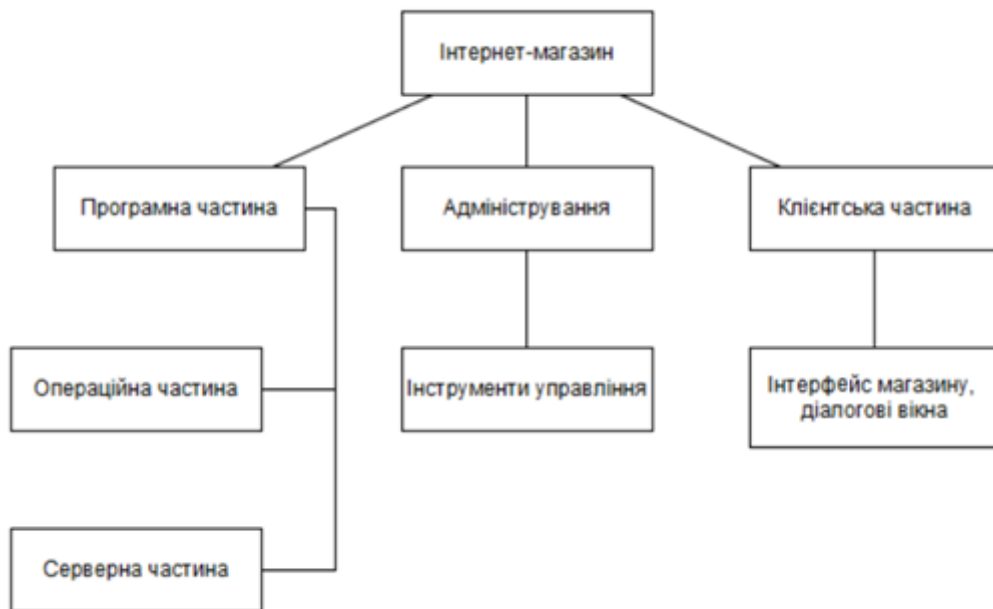 Інтернет-магазин
Програмна частина
Адміністрування
Клієнтська частина
Операційна частина
Інструменти управління
Інтерфейс магазину,
діалогові вікна
Серверна частина